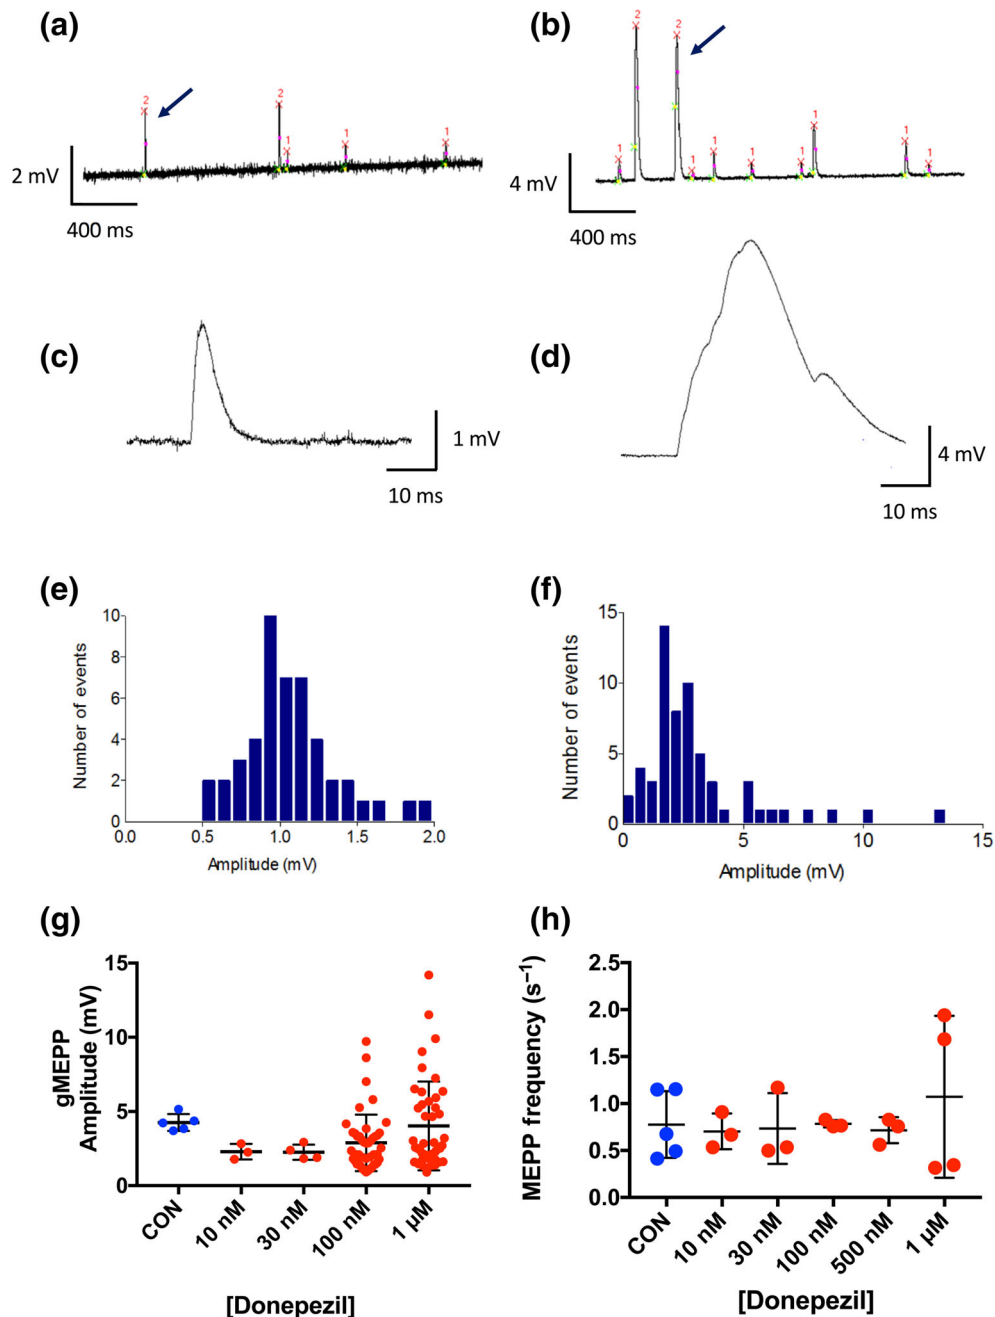 (a)
2
2
1
1
1
2 mV
400 ms
(b)
2
2
1
1
1
1
1
1
1
1
4 mV
400 ms
(c)
1 mV
10 ms
(d)
4 mV
10 ms
(e)
Number of events
10
8
6
4
2
0
0.0
0.5
1.0
1.5
2.0
Amplitude (mV)
(f)
Number of events
15
10
5
0
0
5
10
15
Amplitude (mV)
(g)
gMEPP
Amplitude (mV)
15
10
5
0
CON
10 nM
30 nM
100 nM
1 µM
[Donepezil]
(h)
MEPP frequency (s⁻¹)
2.5
2.0
1.5
1.0
0.5
0.0
CON
10 nM
30 nM
100 nM
500 nM
1 µM
[Donepezil]